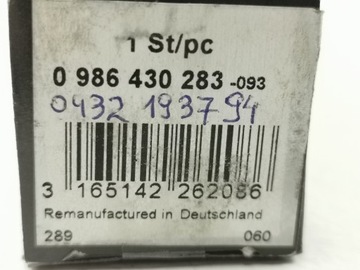 1 St/pc
0 986 430 283 -093
0432 193794
3 165142 262086
Remanufactured in Deutschland
289 060